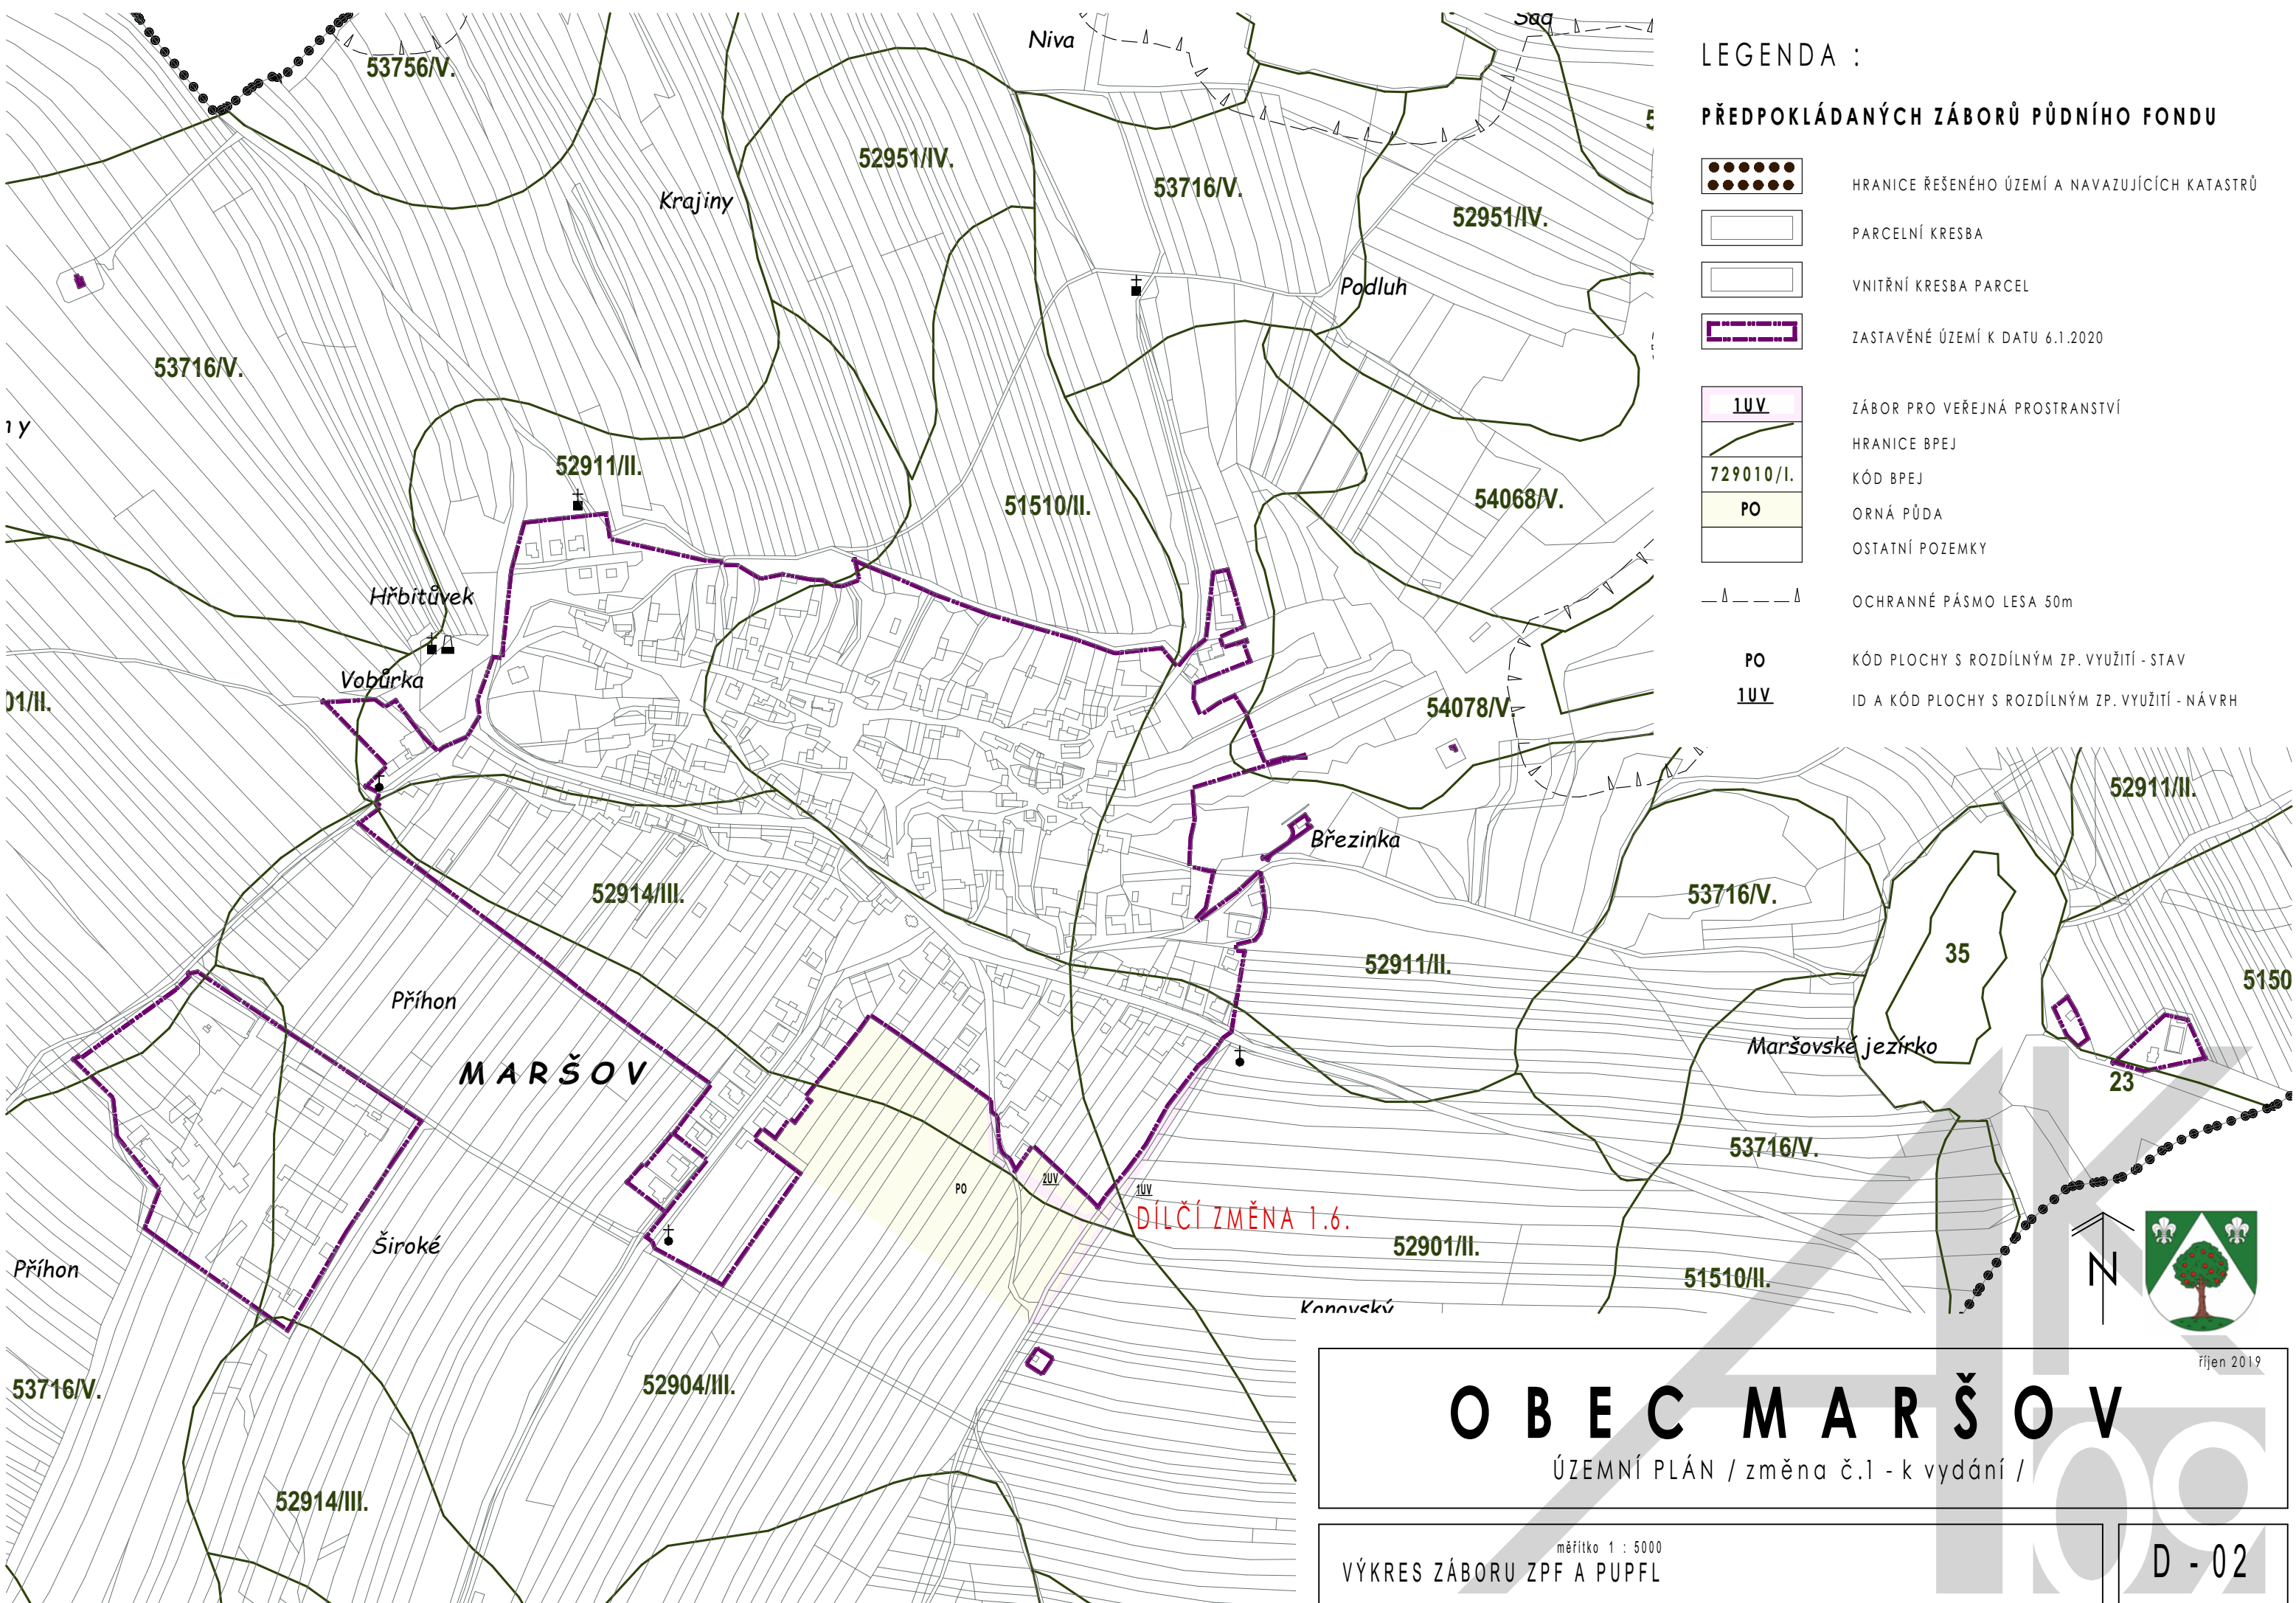 Niva
Sad
53756/V.
52951/IV.
53716/V.
52951/IV.
Krajiny
Podluh
53716/V.
52911/II.
51510/II.
54068/V.
Hřbitůvek
Vobůrka
01/II.
54078/V.
Březinka
52914/III.
52911/II.
53716/V.
52911/II.
35
5150
Příhon
MARŠOV
Maršovské jezírko
23
53716/V.
PO
2UV
1UV
DÍLČÍ ZMĚNA 1.6.
52901/II.
51510/II.
Široké
Příhon
Konovský
53716/V.
52904/III.
52914/III.
LEGENDA :
PŘEDPOKLÁDANÝCH ZÁBORŮ PŮDNÍHO FONDU
HRANICE ŘEŠENÉHO ÚZEMÍ A NAVAZUJÍCÍCH KATASTRŮ
PARCELNÍ KRESBA
VNITŘNÍ KRESBA PARCEL
ZASTAVĚNÉ ÚZEMÍ K DATU 6.1.2020
1UV ZÁBOR PRO VEŘEJNÁ PROSTRANSTVÍ
HRANICE BPEJ
729010/I. KÓD BPEJ
PO ORNÁ PŮDA
OSTATNÍ POZEMKY
OCHRANNÉ PÁSMO LESA 50m
PO KÓD PLOCHY S ROZDÍLNÝM ZP. VYUŽITÍ - STAV
1UV ID A KÓD PLOCHY S ROZDÍLNÝM ZP. VYUŽITÍ - NÁVRH
N
říjen 2019
OBEC MARŠOV
ÚZEMNÍ PLÁN / změna č.1 - k vydání /
měřítko 1 : 5000
VÝKRES ZÁBORU ZPF A PUPFL
D - 02